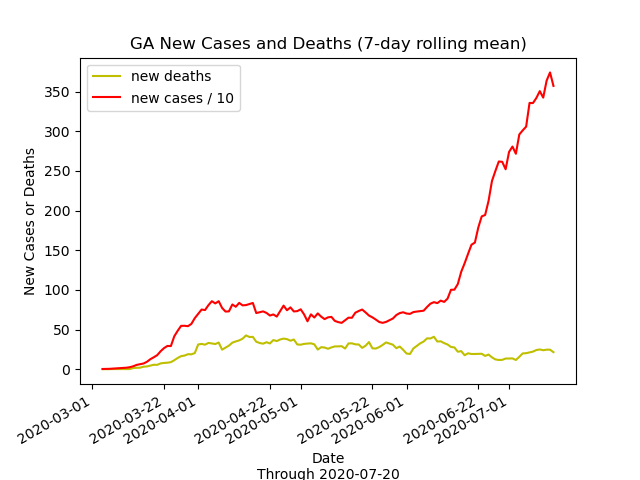 GA New Cases and Deaths (7-day rolling mean)
new deaths
new cases / 10
New Cases or Deaths
350
300
250
200
150
100
50
0
2020-03-01
2020-03-22
2020-04-01
2020-04-22
2020-05-01
2020-05-22
2020-06-01
2020-06-22
2020-07-01
Date
Through 2020-07-20